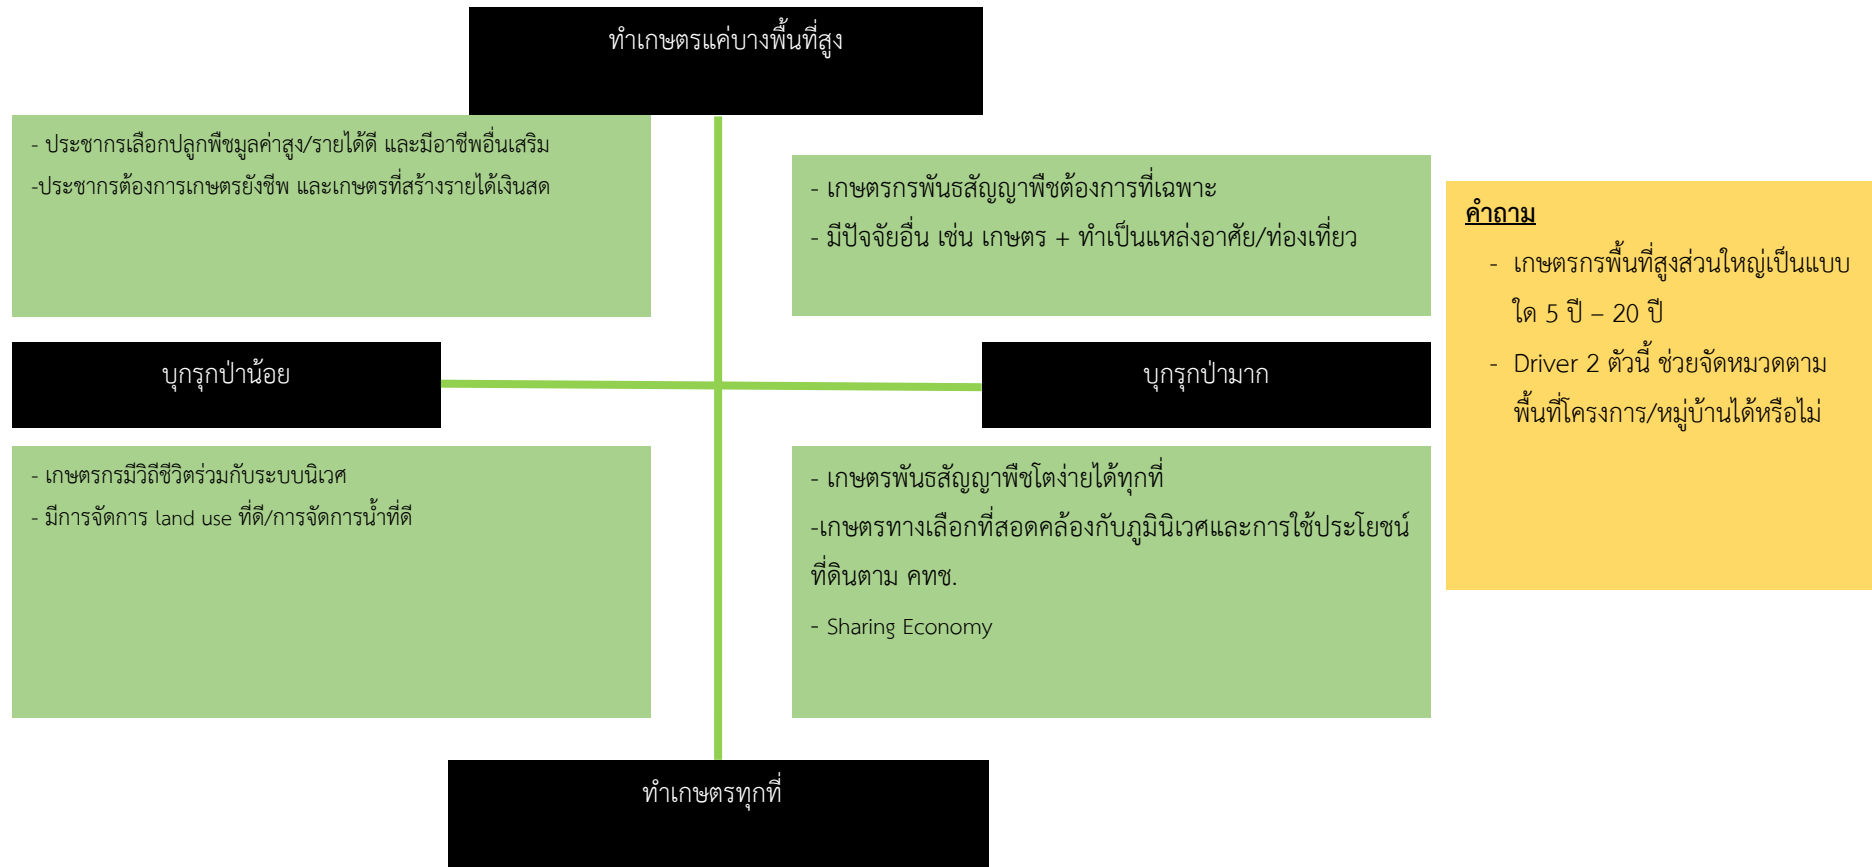 ทำเกษตรแค่บางพื้นที่สูง
- ประชากรเลือกปลูกพืชมูลค่าสูง/รายได้ดี และมีอาชีพอื่นเสริม
-ประชากรต้องการเกษตรยังชีพ และเกษตรที่สร้างรายได้เงินสด
- เกษตรกรพันธสัญญาพืชต้องการที่เฉพาะ
- มีปัจจัยอื่น เช่น เกษตร + ทำเป็นแหล่งอาศัย/ท่องเที่ยว
คำถาม
- เกษตรกรพื้นที่สูงส่วนใหญ่เป็นแบบ
ใด 5 ปี – 20 ปี
- Driver 2 ตัวนี้ ช่วยจัดหมวดตาม
พื้นที่โครงการ/หมู่บ้านได้หรือไม่
บุกรุกป่าน้อย
บุกรุกป่ามาก
- เกษตรกรมีวิถีชีวิตร่วมกับระบบนิเวศ
- มีการจัดการ land use ที่ดี/การจัดการน้ำที่ดี
- เกษตรพันธสัญญาพืชโตง่ายได้ทุกที่
-เกษตรทางเลือกที่สอดคล้องกับภูมินิเวศและการใช้ประโยชน์
ที่ดินตาม คทช.
- Sharing Economy
ทำเกษตรทุกที่